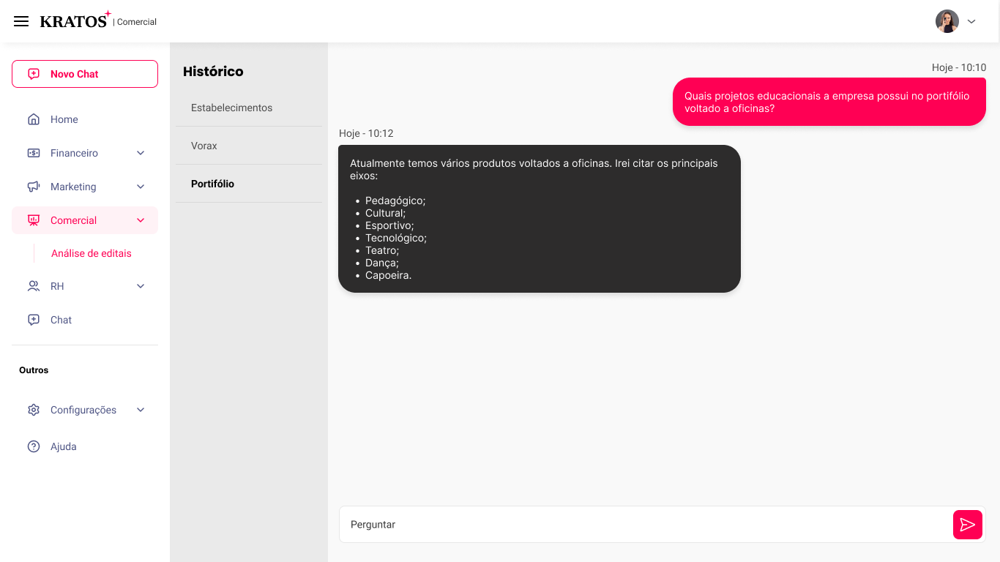 KRATOS | Comercial
Novo Chat
Home
Financeiro
Marketing
Comercial
Análise de editais
RH
Chat
Outros
Configurações
Ajuda
Histórico
Estabelecimentos
Vorax
Portifólio
Hoje - 10:10
Quais projetos educacionais a empresa possui no portifólio
voltado a oficinas?
Hoje - 10:12
Atualmente temos vários produtos voltados a oficinas. Irei citar os principais
eixos:
• Pedagógico;
• Cultural;
• Esportivo;
• Tecnológico;
• Teatro;
• Dança;
• Capoeira.
Perguntar